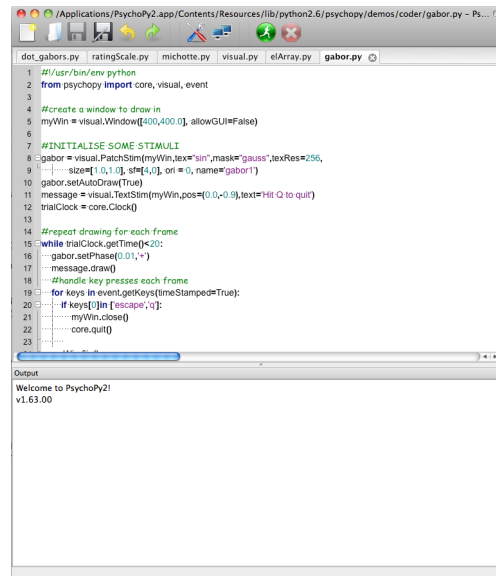 /Applications/PsychoPy2.app/Contents/Resources/lib/python2.6/psychopy/demos/coder/gabor.py – Ps...
dot_gabors.py ratingScale.py michotte.py visual.py elArray.py gabor.py
1 #!/usr/bin/env python
2 from psychopy import core, visual, event
3
4 #create a window to draw in
5 myWin = visual.Window([400,400.0], allowGUI=False)
6
7 #INITIALISE SOME STIMULI
8 gabor = visual.PatchStim(myWin,tex="sin",mask="gauss",texRes=256,
9 size=[1.0,1.0], sf=[4,0], ori = 0, name='gabor1')
10 gabor.setAutoDraw(True)
11 message = visual.TextStim(myWin,pos=(0.0,-0.9),text='Hit Q to quit')
12 trialClock = core.Clock()
13
14 #repeat drawing for each frame
15 while trialClock.getTime()<20:
16 gabor.setPhase(0.01,'+')
17 message.draw()
18 #handle key presses each frame
19 for keys in event.getKeys(timeStamped=True):
20 if keys[0]in ['escape','q']:
21 myWin.close()
22 core.quit()
23
Output
Welcome to PsychoPy2!
v1.63.00